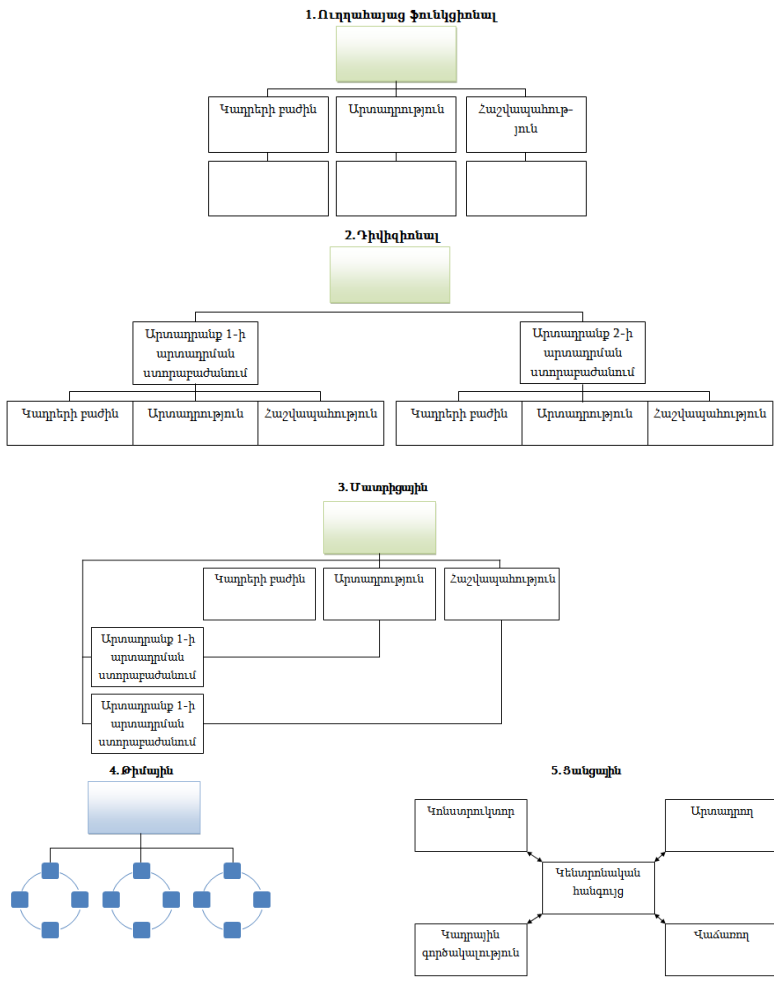 1. Ուղղահայաց ֆունկցիոնալ
Կադրերի բաժին
Արտադրություն
Հաշվապահութ-
յուն
2. Դիվիզիոնալ
Արտադրանք 1-ի
արտադրման
ստորաբաժանում
Արտադրանք 2-ի
արտադրման
ստորաբաժանում
Կադրերի բաժին
Արտադրություն
Հաշվապահություն
Կադրերի բաժին
Արտադրություն
Հաշվապահություն
3. Մատրիցային
Կադրերի բաժին
Արտադրություն
Հաշվապահություն
Արտադրանք 1-ի
արտադրման
ստորաբաժանում
Արտադրանք 1-ի
արտադրման
ստորաբաժանում
4. Թիմային
5. Ցանցային
Կոնստրուկտոր
Արտադրող
Կենտրոնական
հանգույց
Կադրային
գործակալություն
Վաճառող